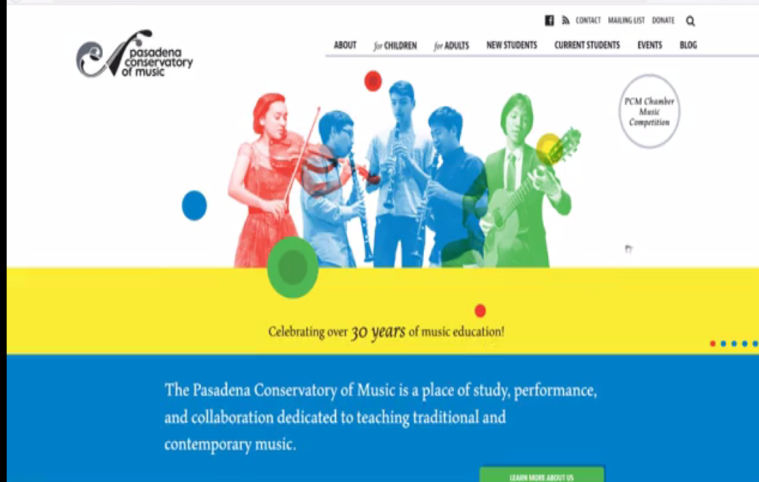 CONTACT MAILING LIST DONATE
pasadena
conservatory
of music
ABOUT for CHILDREN for ADULTS NEW STUDENTS CURRENT STUDENTS EVENTS BLOG
PCM Chamber
Music
Competition
Celebrating over 30 years of music education!
The Pasadena Conservatory of Music is a place of study, performance,
and collaboration dedicated to teaching traditional and
contemporary music.
LEARN MORE ABOUT US